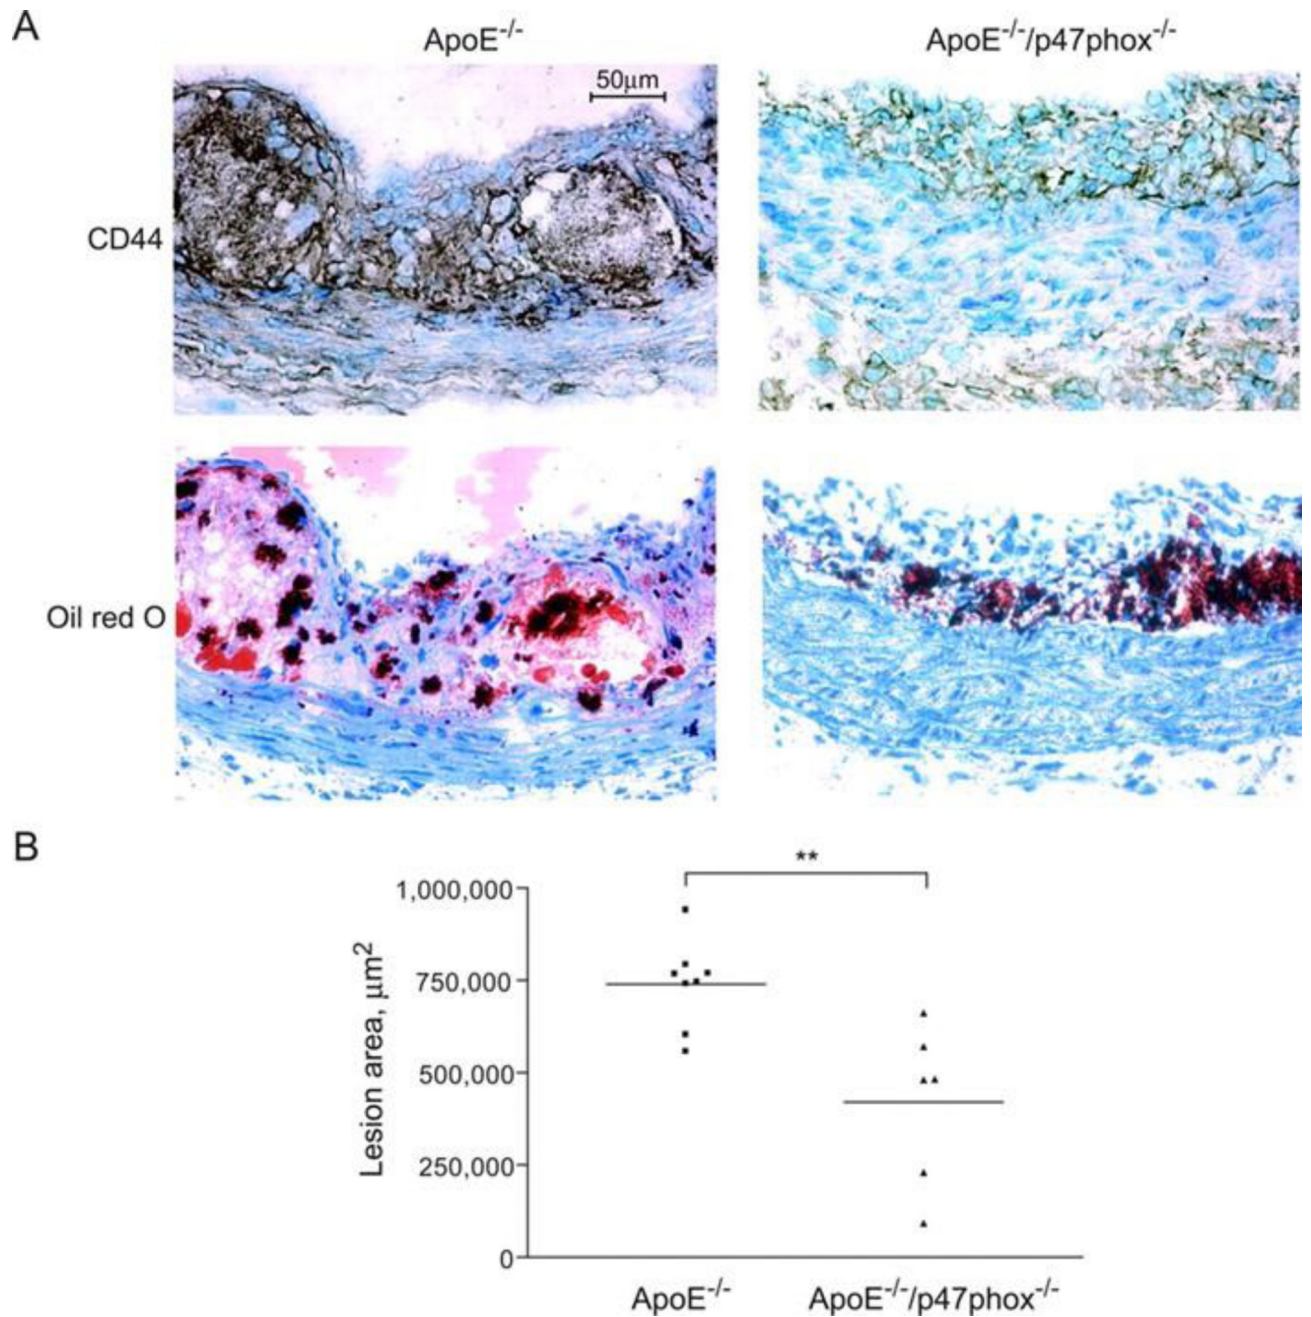 A
ApoE-/-
ApoE-/-/p47phox-/-
50μm
CD44
Oil red O
B
**
1,000,000
750,000
500,000
250,000
0
Lesion area, μm2
ApoE-/-
ApoE-/-/p47phox-/-